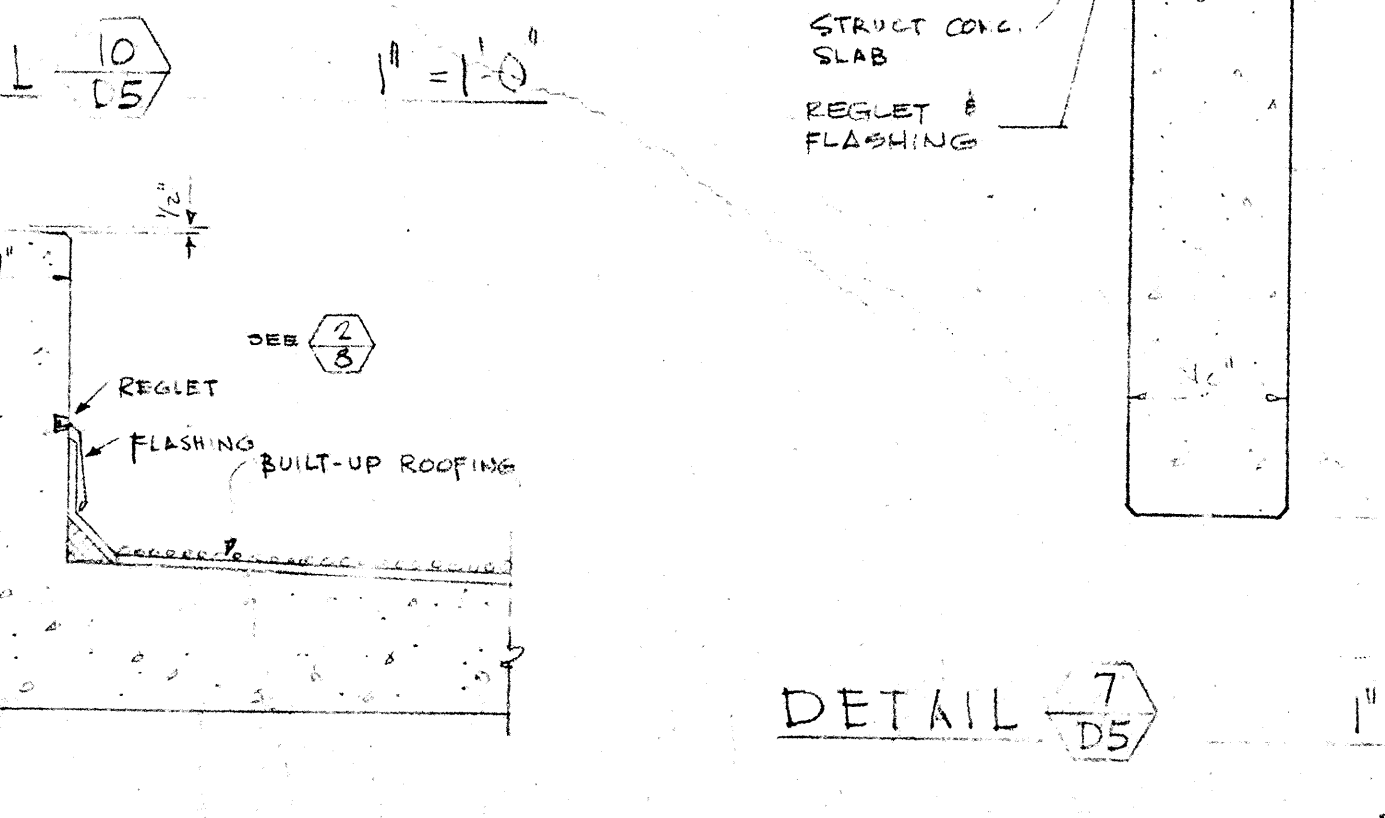 L 10
D5
1" = 1'-0"
STRUCT CONC.
SLAB
REGLET &
FLASHING
1/2"
SEE 2
8
REGLET
FLASHING
BUILT-UP ROOFING
DETAIL 7
D5
1"